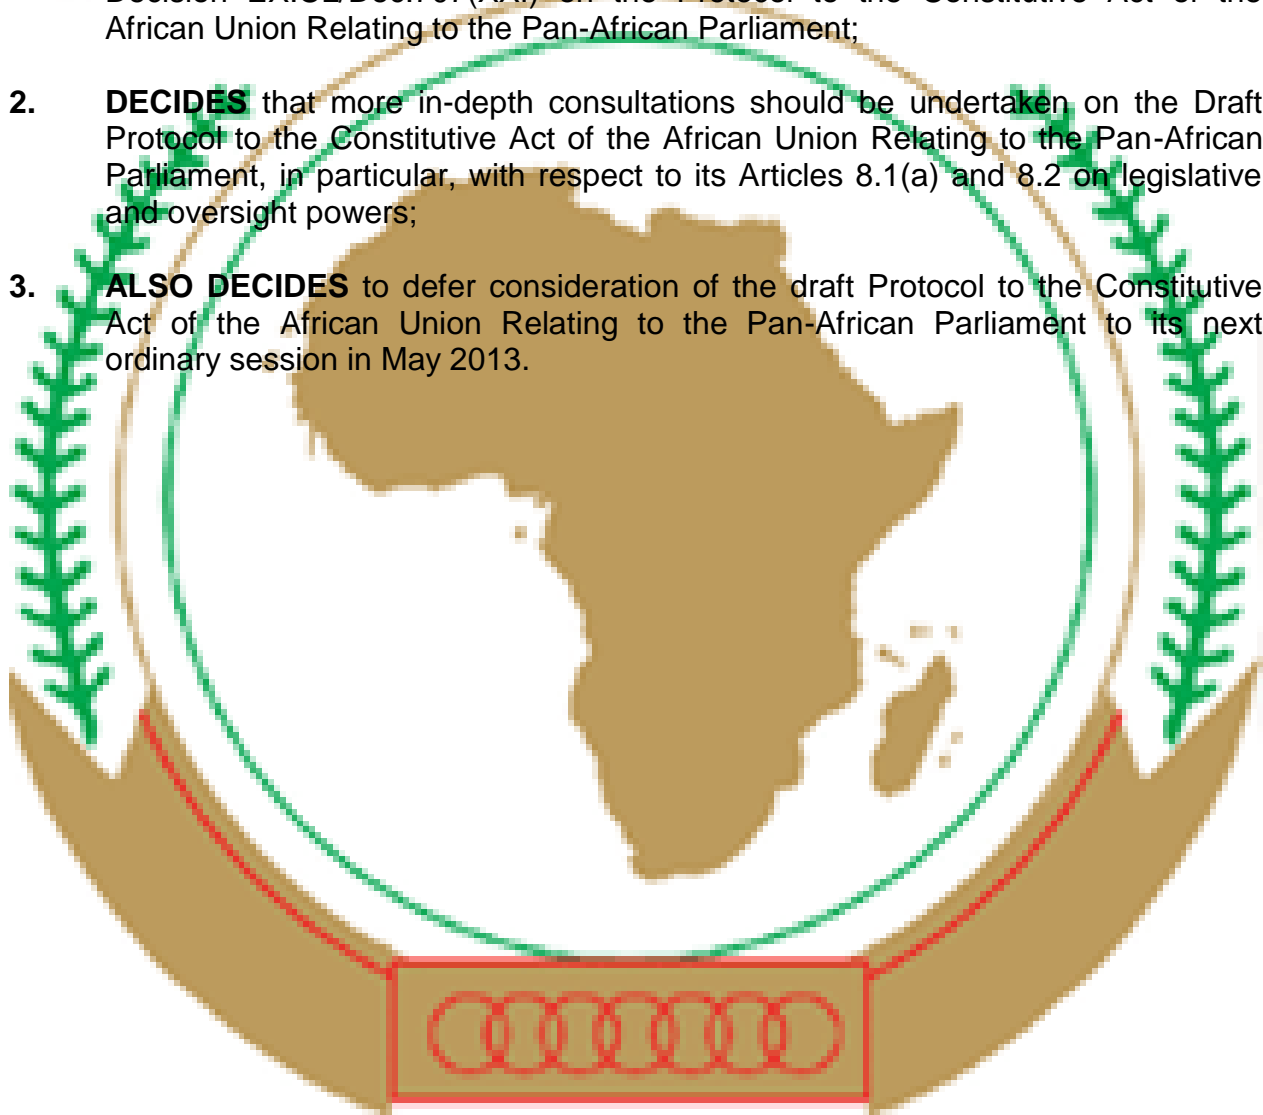 African Union Relating to the Pan-African Parliament;
2. DECIDES that more in-depth consultations should be undertaken on the Draft
Protocol to the Constitutive Act of the African Union Relating to the Pan-African
Parliament, in particular, with respect to its Articles 8.1(a) and 8.2 on legislative
and oversight powers;
3. ALSO DECIDES to defer consideration of the draft Protocol to the Constitutive
Act of the African Union Relating to the Pan-African Parliament to its next
ordinary session in May 2013.